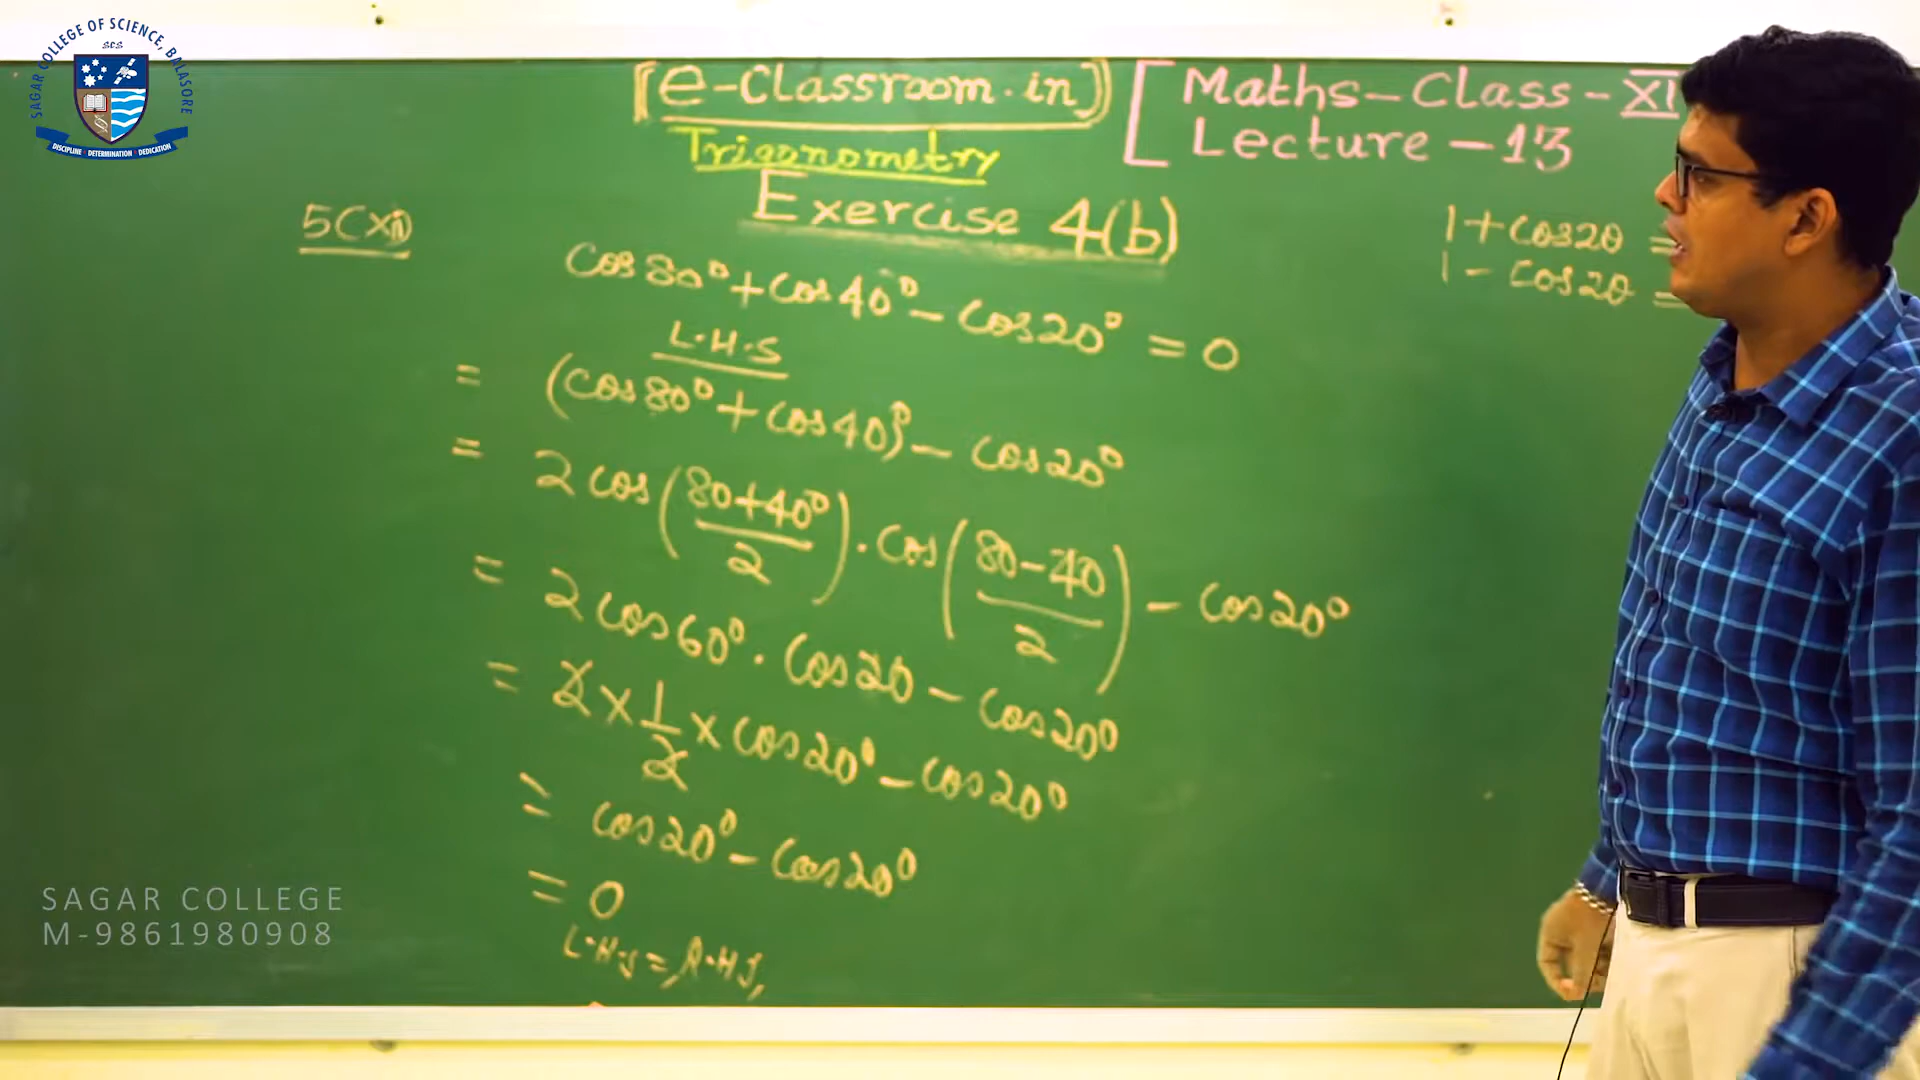 SAGAR COLLEGE OF SCIENCE, BALASORE
SCS
DISCIPLINE DETERMINATION DEDICATION
[e-Classroom.in]
Trigonometry
[Maths-Class-XI
Lecture-13
Exercise 4(b)
5(xi)
1+cos2θ =
1-cos2θ =
cos80°+cos40°-cos20° = 0
L.H.S
= (cos80°+cos40°)-cos20°
= 2cos(80+40°/2).cos(80-40/2)-cos20°
= 2cos60°.cos20-cos20°
= 2×1/2×cos20°-cos20°
= cos20°-cos20°
= 0
L.H.S=R.H.S,
SAGAR COLLEGE
M-9861980908